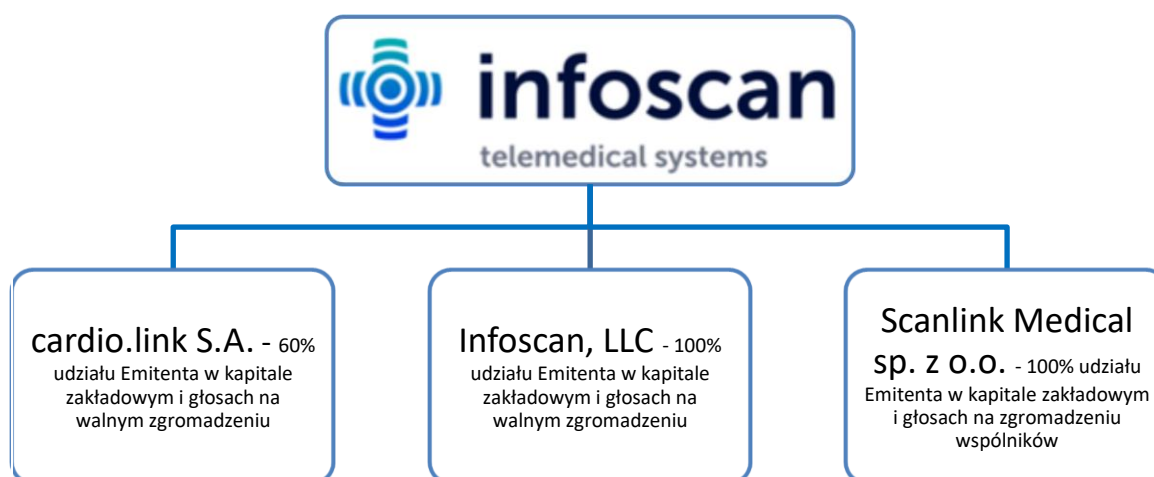 infoscan
telemedical systems
cardio.link S.A. - 60%
udziału Emitenta w kapitale
zakładowym i głosach na
walnym zgromadzeniu
Infoscan, LLC - 100%
udziału Emitenta w kapitale
zakładowym i głosach na
walnym zgromadzeniu
Scanlink Medical
sp. z o.o. - 100% udziału
Emitenta w kapitale zakładowym
i głosach na zgromadzeniu
wspólników